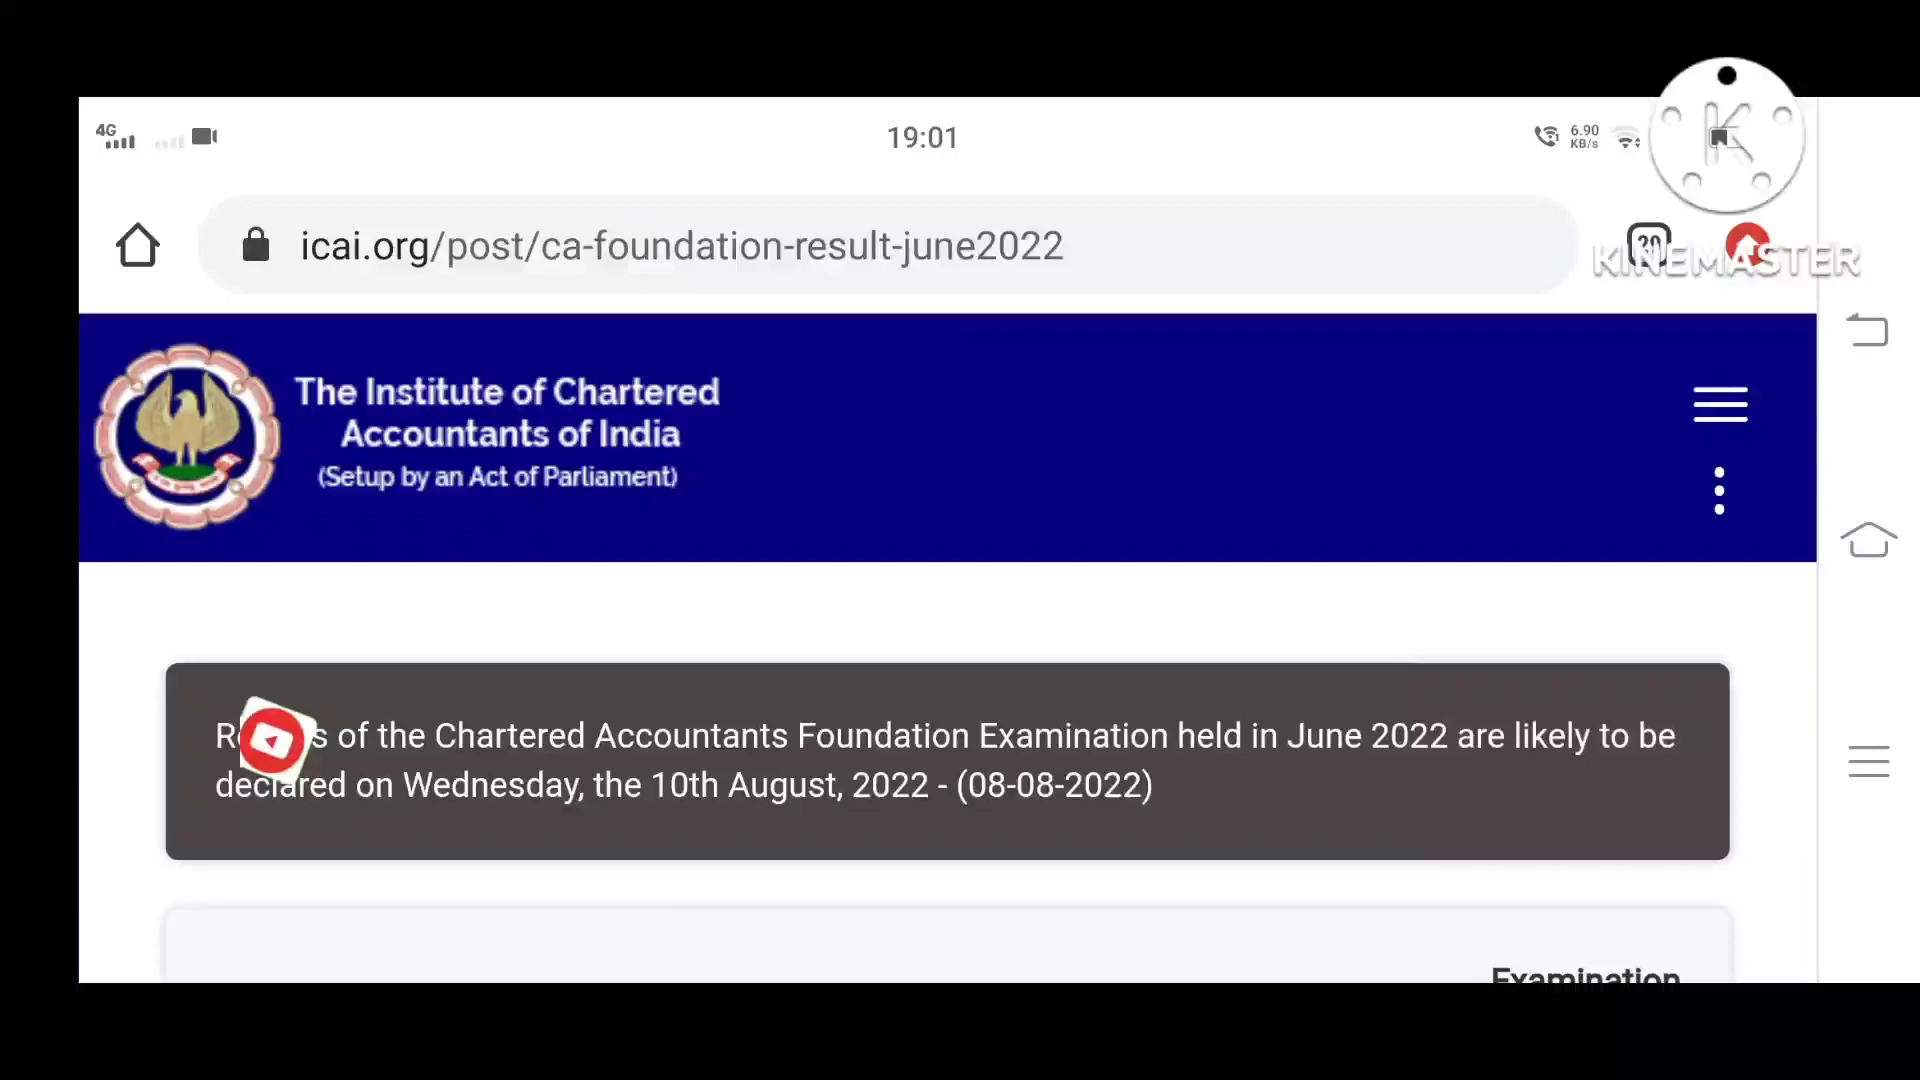 4G
19:01
6.90
KB/s
K
icai.org/post/ca-foundation-result-june2022
20
KINEMASTER
The Institute of Chartered
Accountants of India
(Setup by an Act of Parliament)
of the Chartered Accountants Foundation Examination held in June 2022 are likely to be
declared on Wednesday, the 10th August, 2022 - (08-08-2022)
Examination